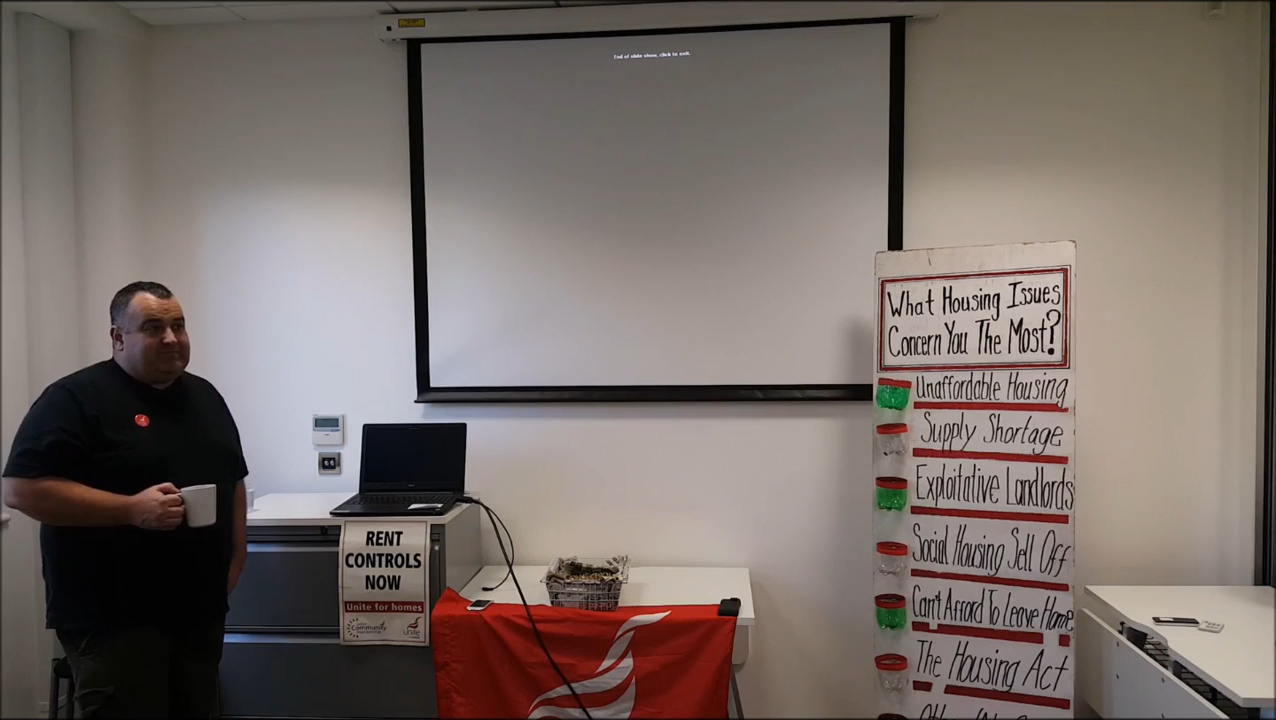 End of slide show, click to exit.
What Housing Issues
Concern You The Most?
Unaffordable Housing
Supply Shortage
Exploitative Landlords
Social Housing Sell Off
Can't Afford To Leave Home
The Housing Act
RENT
CONTROLS
NOW
Unite for homes
Community
unite